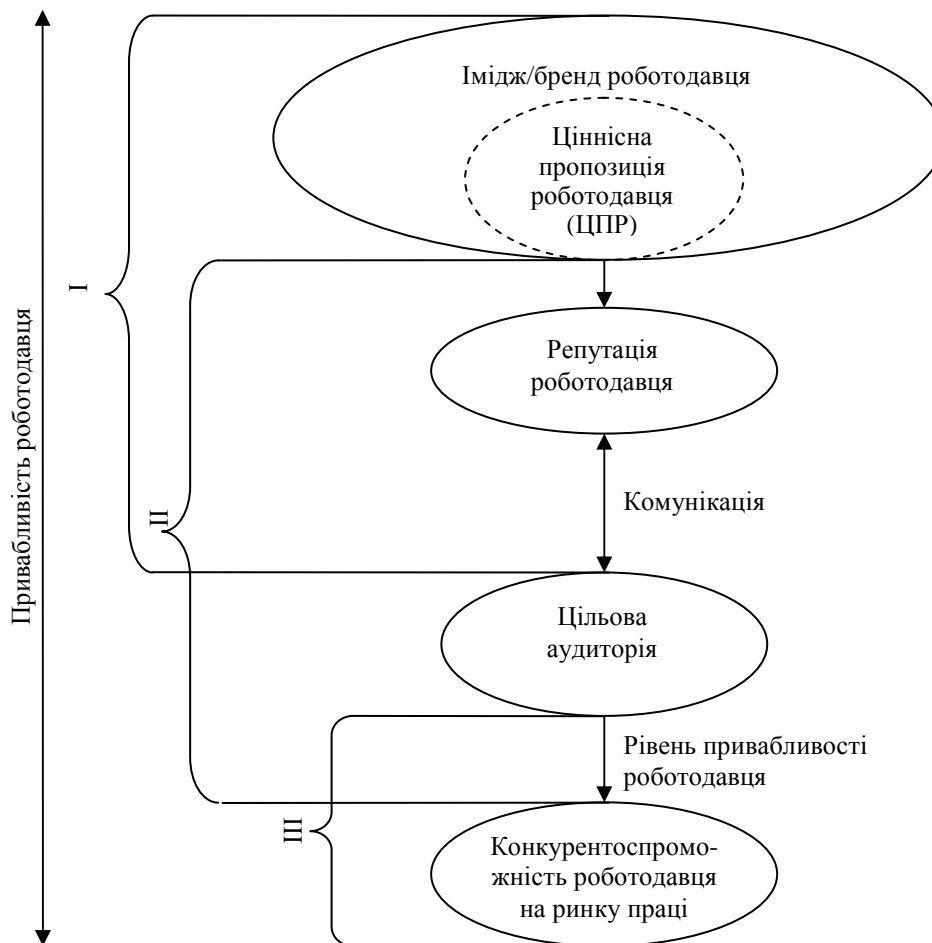 Імідж/бренд роботодавця
Ціннісна
пропозиція
роботодавця
(ЦПР)
Репутація
роботодавця
Комунікація
Цільова
аудиторія
Рівень привабливості
роботодавця
Конкурентоспромо-
жність роботодавця
на ринку праці
Привабливість роботодавця
I
II
III